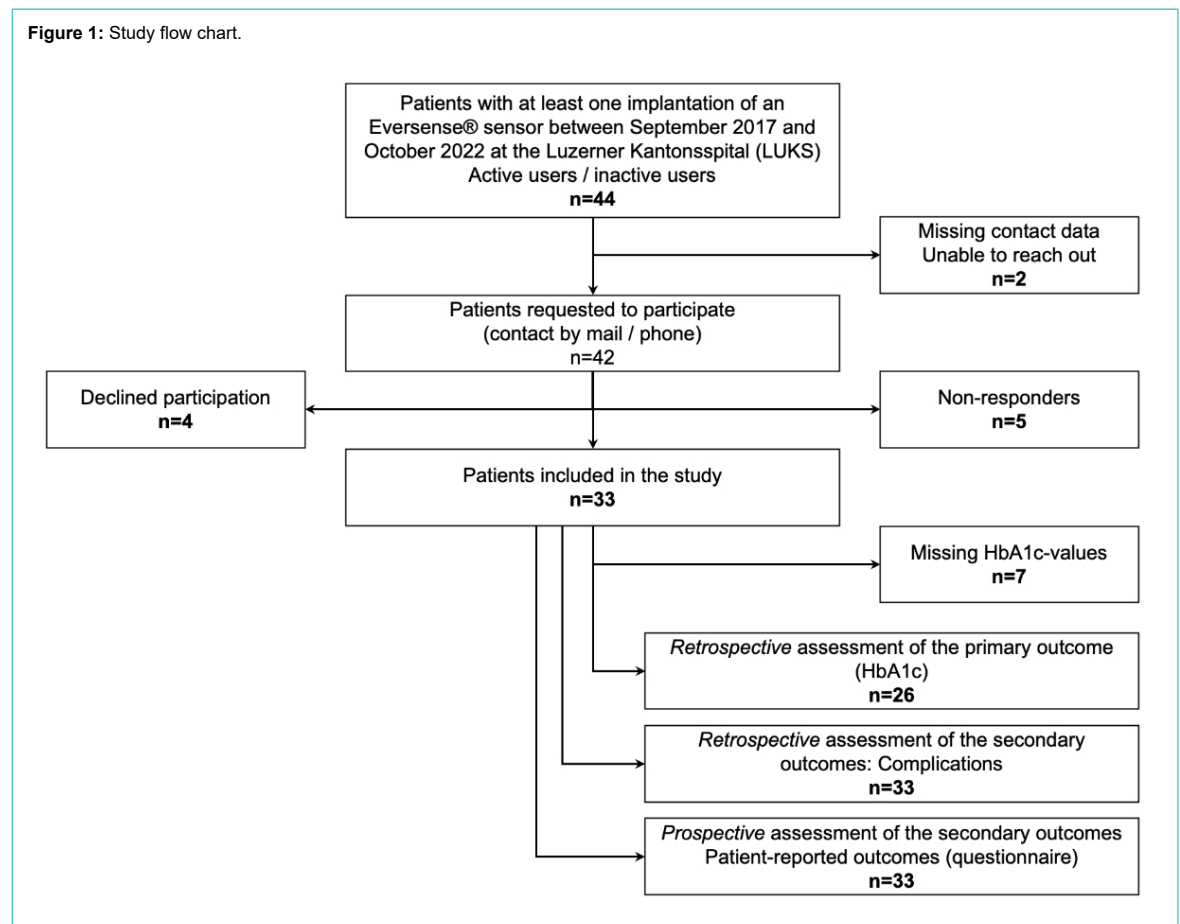 Figure 1: Study flow chart.
Patients with at least one implantation of an
Eversense® sensor between September 2017 and
October 2022 at the Luzerner Kantonsspital (LUKS)
Active users / inactive users
n=44
Missing contact data
Unable to reach out
n=2
Patients requested to participate
(contact by mail / phone)
n=42
Declined participation
n=4
Non-responders
n=5
Patients included in the study
n=33
Missing HbA1c-values
n=7
Retrospective assessment of the primary outcome
(HbA1c)
n=26
Retrospective assessment of the secondary
outcomes: Complications
n=33
Prospective assessment of the secondary outcomes
Patient-reported outcomes (questionnaire)
n=33